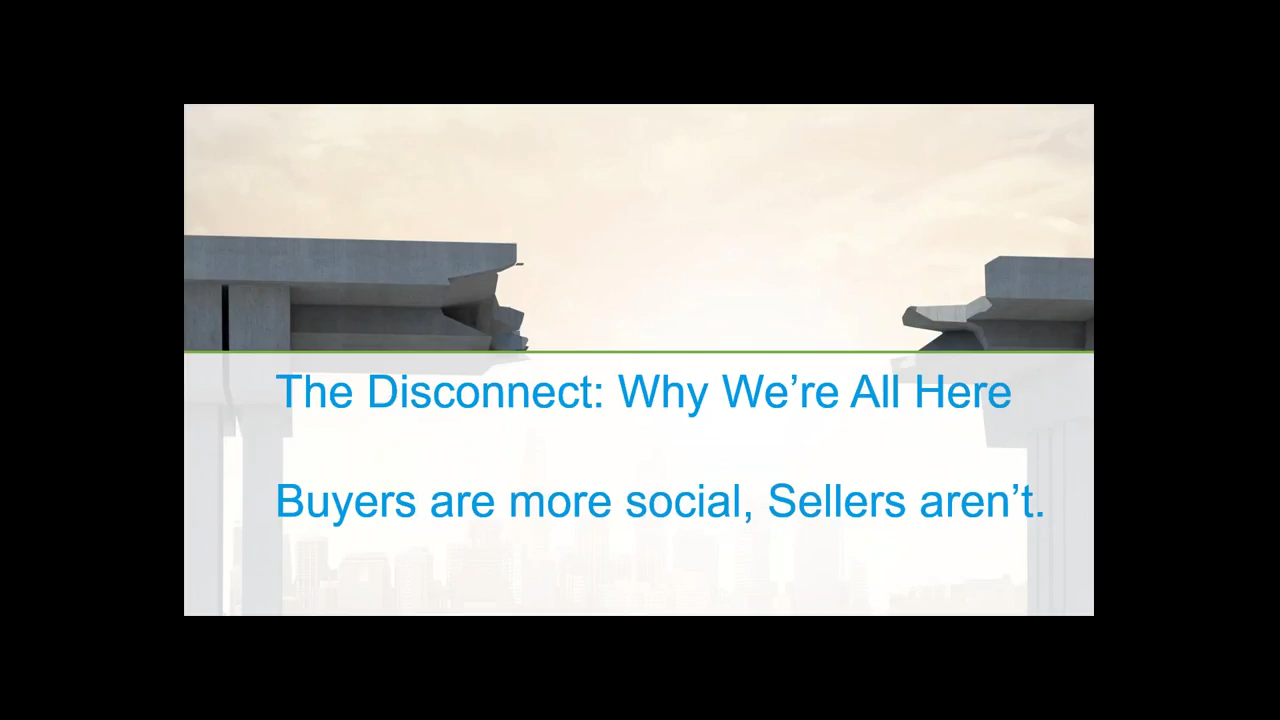 The Disconnect: Why We’re All Here
Buyers are more social, Sellers aren’t.